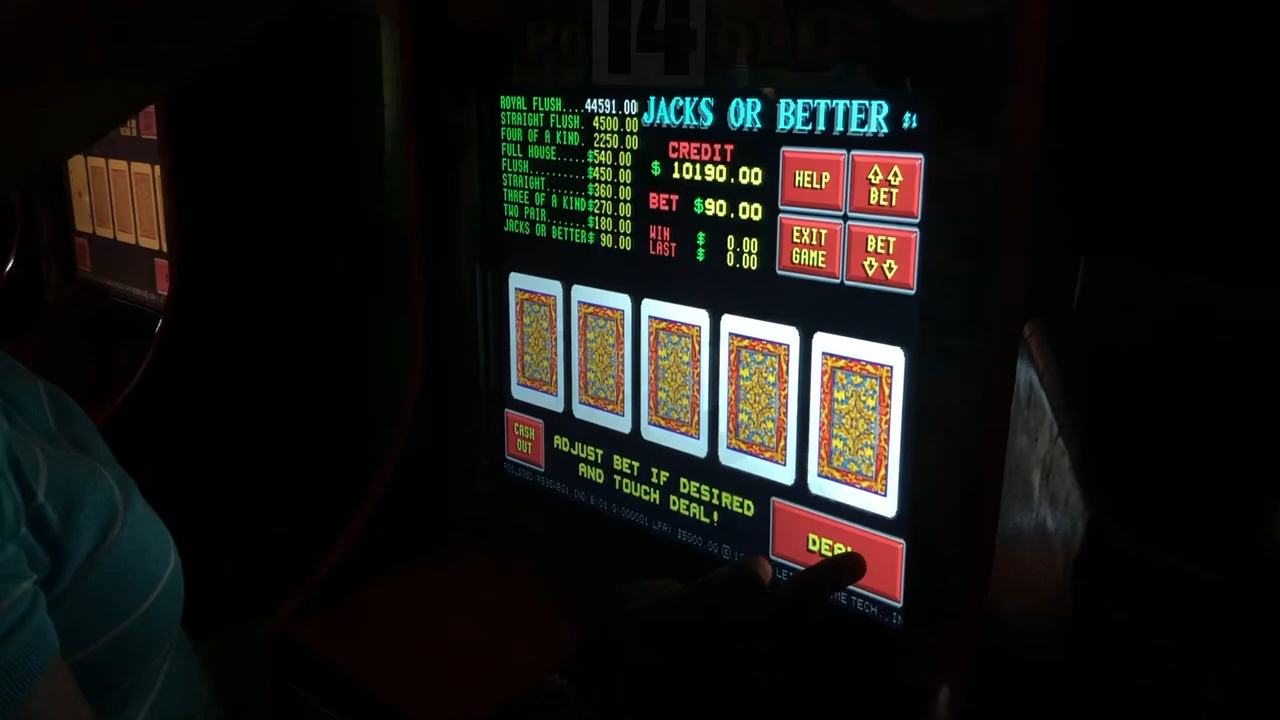 14
ROYAL FLUSH....44591.00
STRAIGHT FLUSH. 4500.00
FOUR OF A KIND. 2250.00
FULL HOUSE.....$540.00
FLUSH.........$450.00
STRAIGHT.......$360.00
THREE OF A KIND$270.00
TWO PAIR.......$180.00
JACKS OR BETTER$ 90.00
JACKS OR BETTER $1
CREDIT
$ 10190.00
BET $90.00
WIN $ 0.00
LAST $ 0.00
HELP
BET
EXIT GAME
BET
CASH OUT
ADJUST BET IF DESIRED
AND TOUCH DEAL!
DEAL